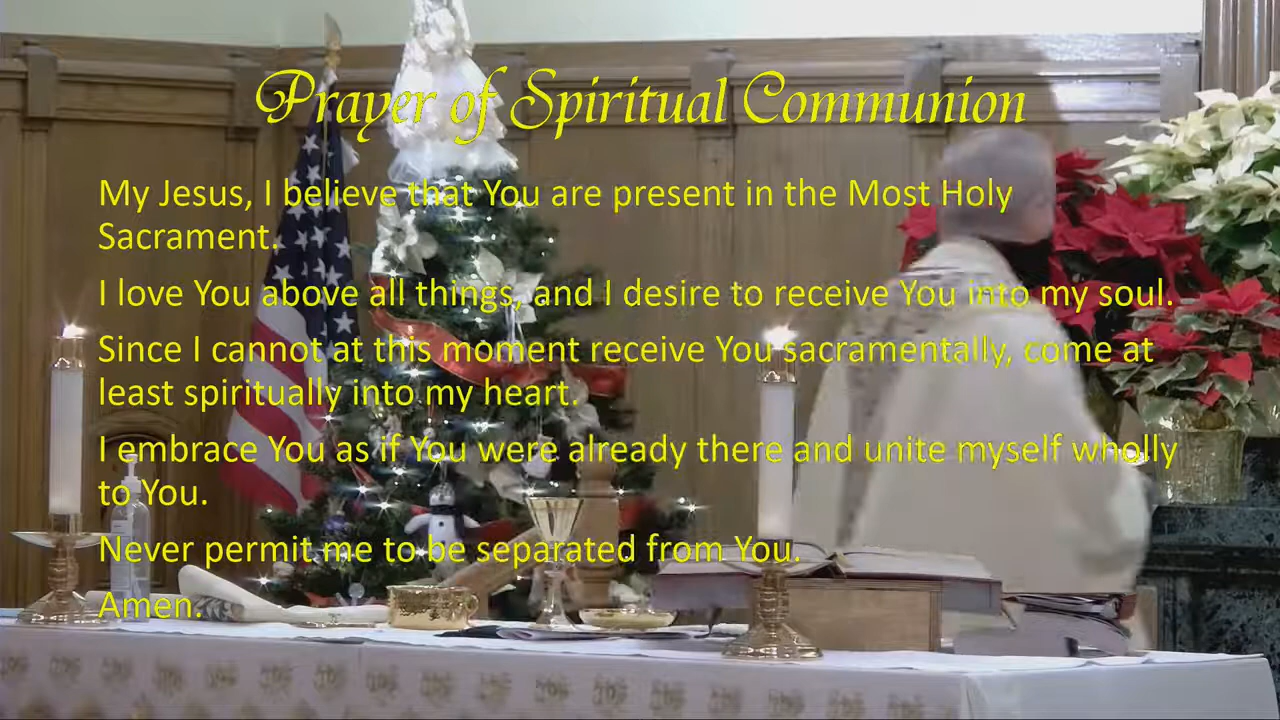 Prayer of Spiritual Communion
My Jesus, I believe that You are present in the Most Holy
Sacrament.
I love You above all things, and I desire to receive You into my soul.
Since I cannot at this moment receive You sacramentally, come at
least spiritually into my heart.
I embrace You as if You were already there and unite myself wholly
to You.
Never permit me to be separated from You.
Amen.